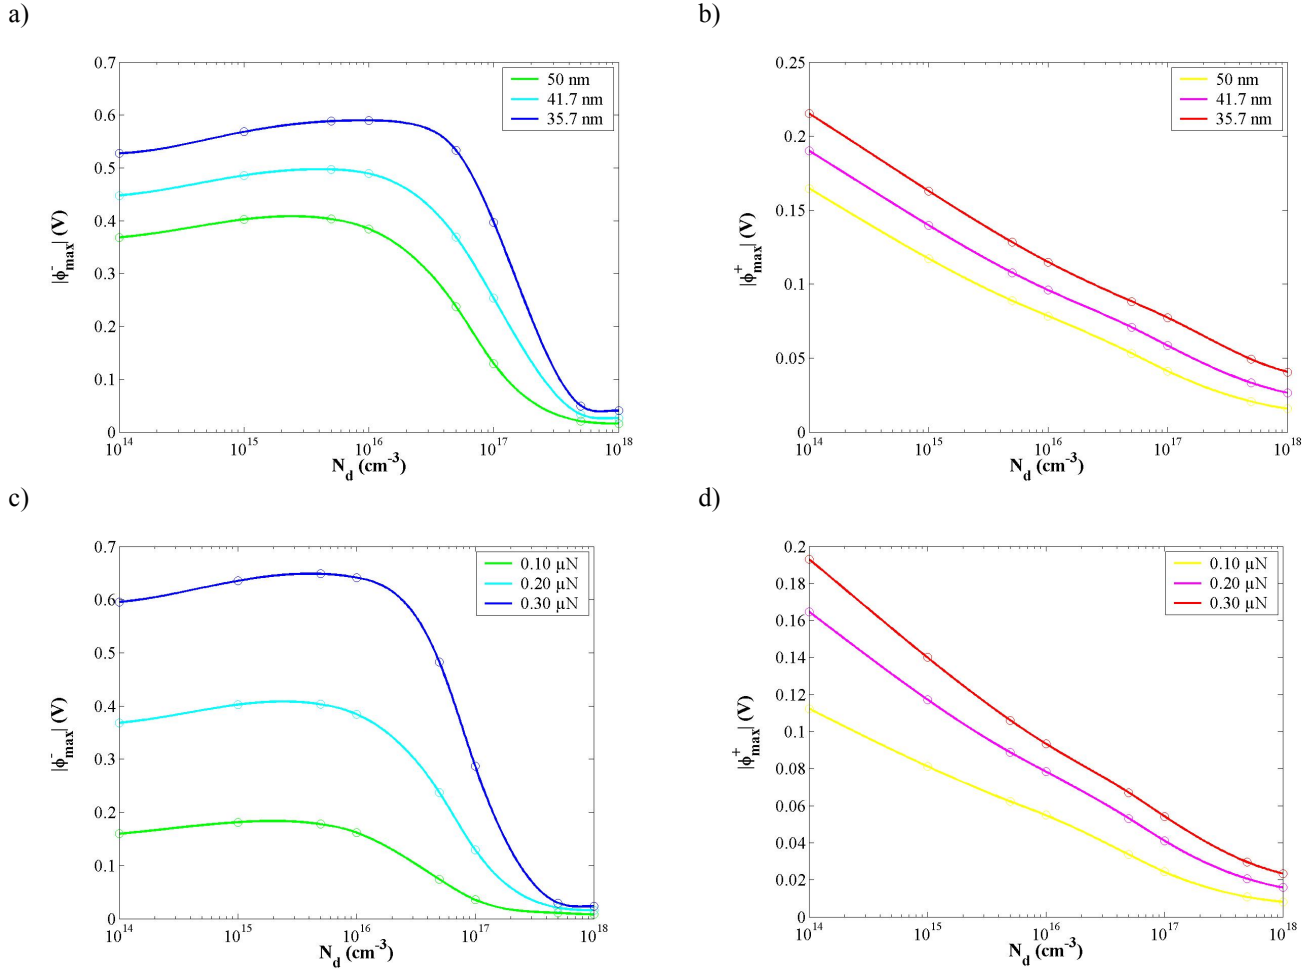 a)
0.7
0.6
0.5
0.4
0.3
0.2
0.1
0
|ϕ⁻max| (V)
50 nm
41.7 nm
35.7 nm
10¹⁴ 10¹⁵ 10¹⁶ 10¹⁷ 10¹⁸
N_d (cm⁻³)
b)
0.25
0.2
0.15
0.1
0.05
0
|ϕ⁺max| (V)
50 nm
41.7 nm
35.7 nm
10¹⁴ 10¹⁵ 10¹⁶ 10¹⁷ 10¹⁸
N_d (cm⁻³)
c)
0.7
0.6
0.5
0.4
0.3
0.2
0.1
0
|ϕ⁻max| (V)
0.10 µN
0.20 µN
0.30 µN
10¹⁴ 10¹⁵ 10¹⁶ 10¹⁷ 10¹⁸
N_d (cm⁻³)
d)
0.2
0.18
0.16
0.14
0.12
0.1
0.08
0.06
0.04
0.02
0
|ϕ⁺max| (V)
0.10 µN
0.20 µN
0.30 µN
10¹⁴ 10¹⁵ 10¹⁶ 10¹⁷ 10¹⁸
N_d (cm⁻³)